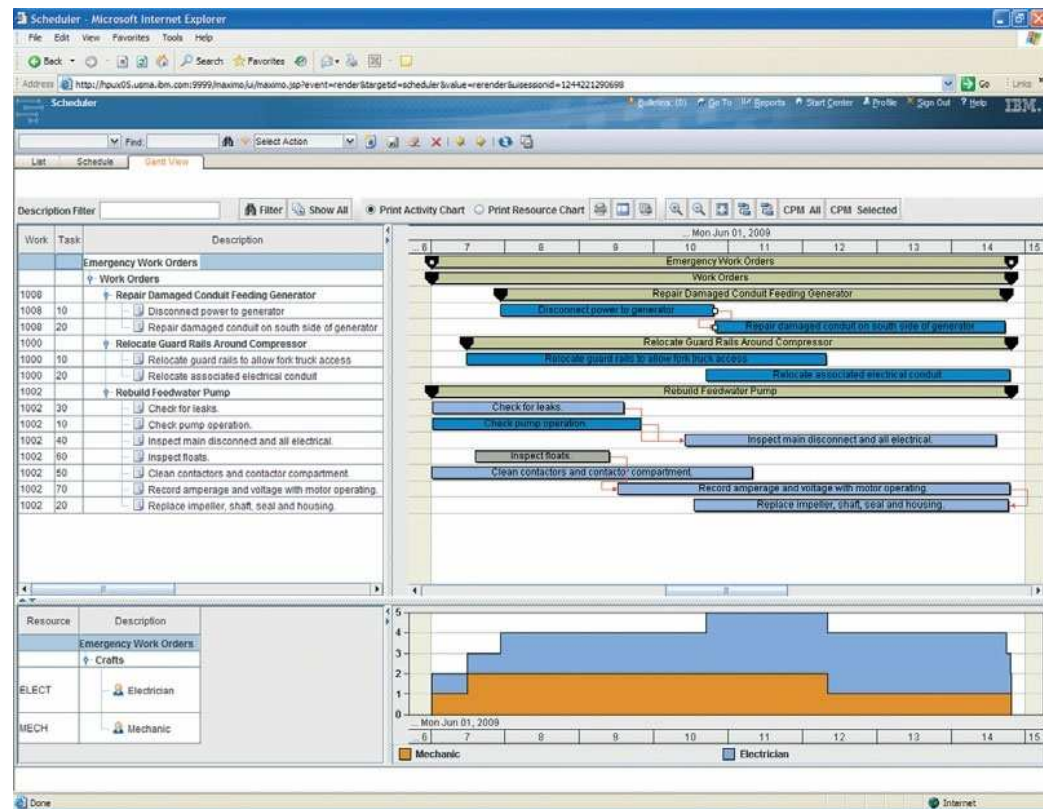 Scheduler - Microsoft Internet Explorer
File Edit View Favorites Tools Help
Back Search Favorites
Address http://hpux05.usma.ibm.com:9999/maximo/ui/maximo.jsp?event=render&targetid=scheduler&value=rerender&uisessionid=1244221290698 Go Links
Scheduler Bulletins: (0) Go To Reports Start Center Profile Sign Out Help IBM.
Find: Select Action
List Schedule Gantt View
Description Filter Filter Show All Print Activity Chart Print Resource Chart CPM All CPM Selected
Work Task Description
Emergency Work Orders
Work Orders
1008 Repair Damaged Conduit Feeding Generator
1008 10 Disconnect power to generator
1008 20 Repair damaged conduit on south side of generator
1000 Relocate Guard Rails Around Compressor
1000 10 Relocate guard rails to allow fork truck access
1000 20 Relocate associated electrical conduit
1002 Rebuild Feedwater Pump
1002 30 Check for leaks.
1002 10 Check pump operation.
1002 40 Inspect main disconnect and all electrical.
1002 60 Inspect floats.
1002 50 Clean contactors and contactor compartment.
1002 70 Record amperage and voltage with motor operating.
1002 20 Replace impeller, shaft, seal and housing.
... Mon Jun 01, 2009
... 6 7 8 9 10 11 12 13 14 15
Emergency Work Orders
Work Orders
Repair Damaged Conduit Feeding Generator
Disconnect power to generator
Repair damaged conduit on south side of generator
Relocate Guard Rails Around Compressor
Relocate guard rails to allow fork truck access
Relocate associated electrical conduit
Rebuild Feedwater Pump
Check for leaks.
Check pump operation.
Inspect main disconnect and all electrical.
Inspect floats.
Clean contactors and contactor compartment.
Record amperage and voltage with motor operating.
Replace impeller, shaft, seal and housing.
Resource Description
Emergency Work Orders
Crafts
ELECT Electrician
MECH Mechanic
5
4
3
2
1
0
... Mon Jun 01, 2009
... 6 7 8 9 10 11 12 13 14 15
Mechanic Electrician
Done Internet